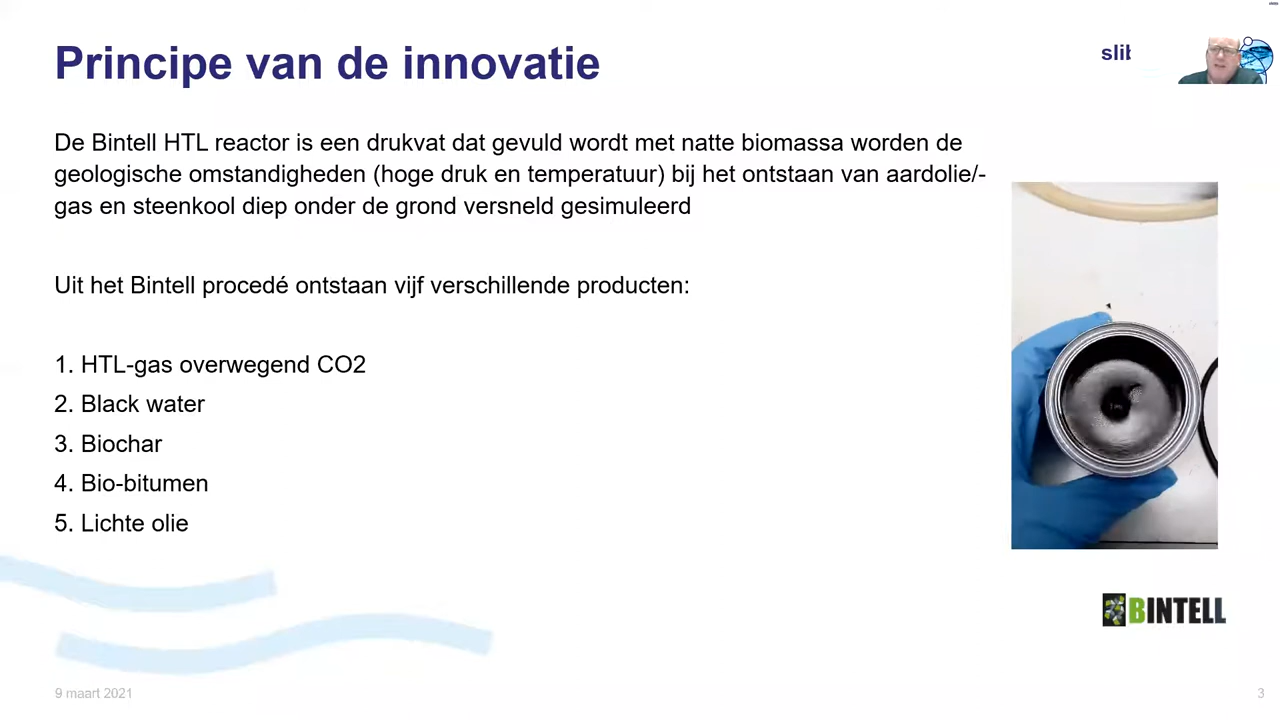 Principe van de innovatie
De Bintell HTL reactor is een drukvat dat gevuld wordt met natte biomassa worden de
geologische omstandigheden (hoge druk en temperatuur) bij het ontstaan van aardolie/-
gas en steenkool diep onder de grond versneld gesimuleerd
Uit het Bintell procedé ontstaan vijf verschillende producten:
1. HTL-gas overwegend CO2
2. Black water
3. Biochar
4. Bio-bitumen
5. Lichte olie
BINTELL
9 maart 2021
3